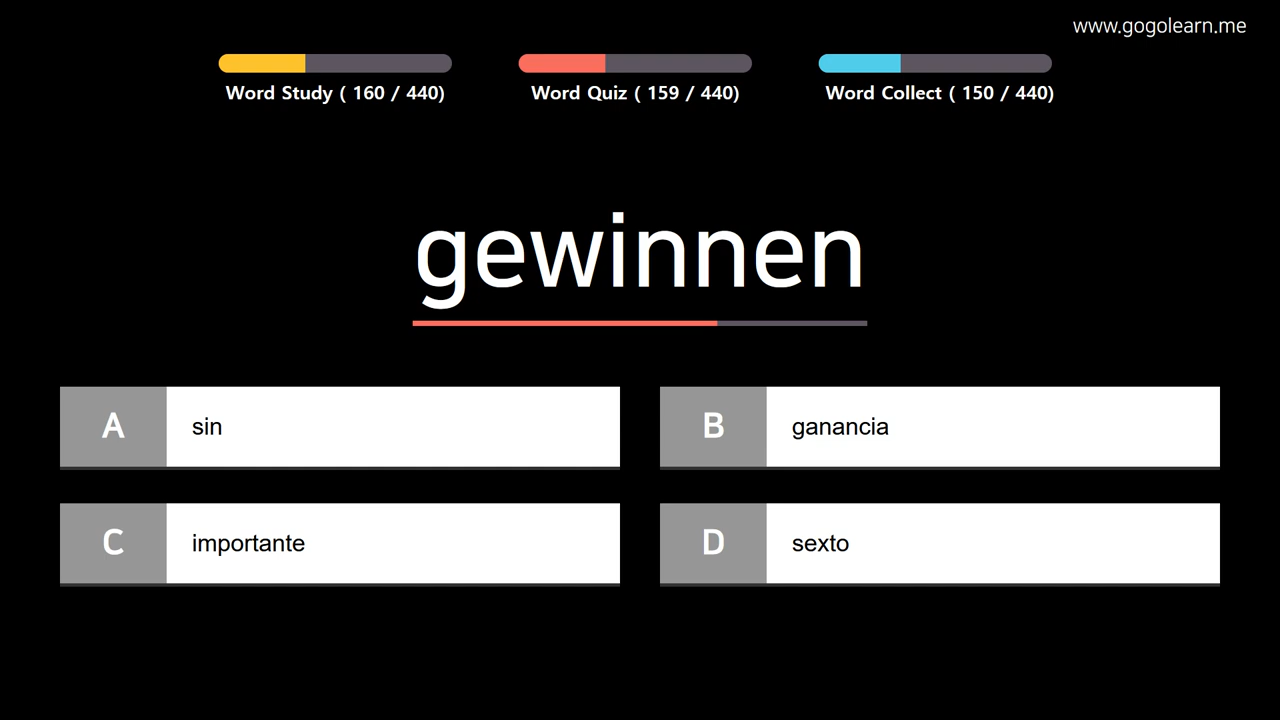 www.gogolearn.me
Word Study ( 160 / 440)
Word Quiz ( 159 / 440)
Word Collect ( 150 / 440)
gewinnen
A sin
B ganancia
C importante
D sexto